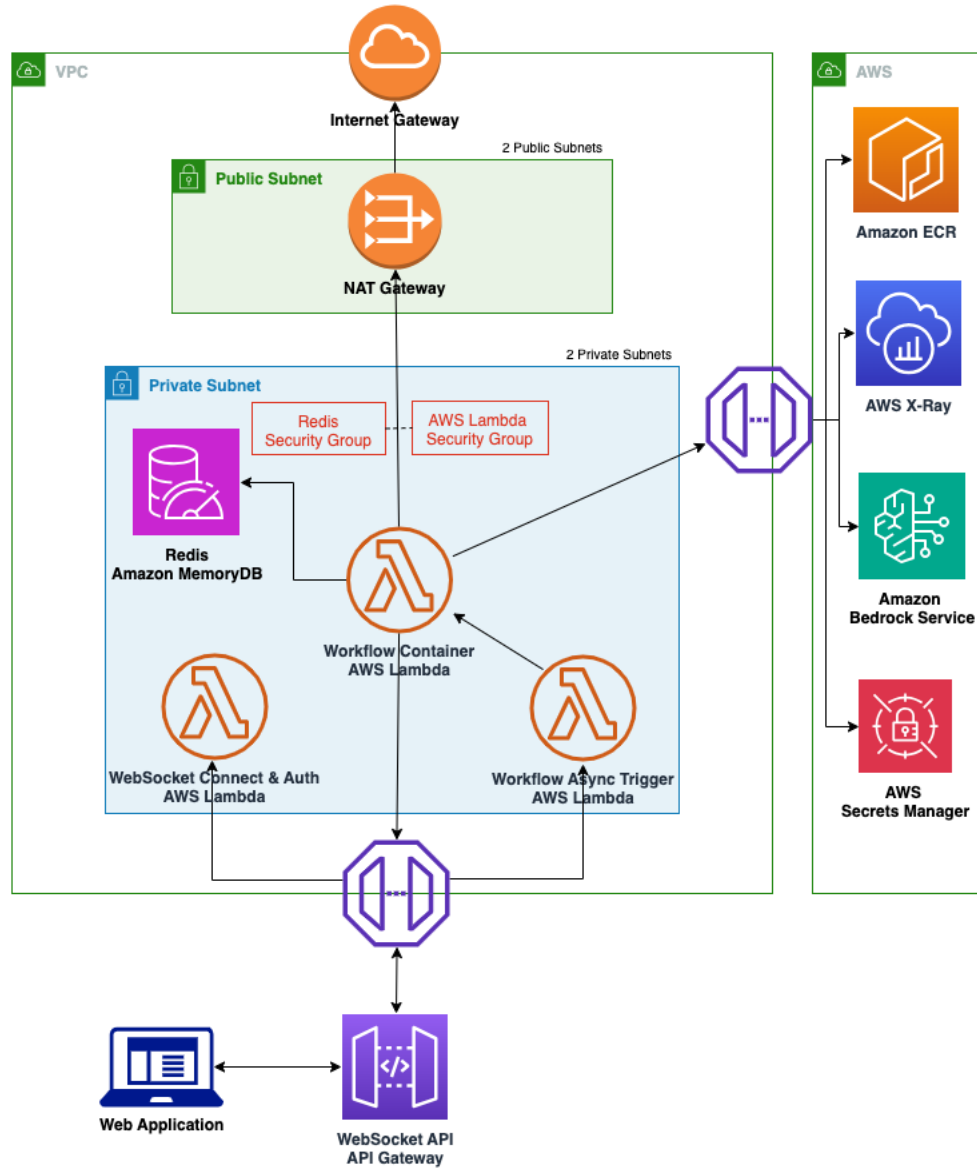 VPC
AWS
Internet Gateway
2 Public Subnets
Public Subnet
NAT Gateway
Amazon ECR
2 Private Subnets
Private Subnet
Redis
Security Group
AWS Lambda
Security Group
AWS X-Ray
Redis
Amazon MemoryDB
Amazon
Bedrock Service
Workflow Container
AWS Lambda
WebSocket Connect & Auth
AWS Lambda
Workflow Async Trigger
AWS Lambda
AWS
Secrets Manager
</>
Web Application
WebSocket API
API Gateway